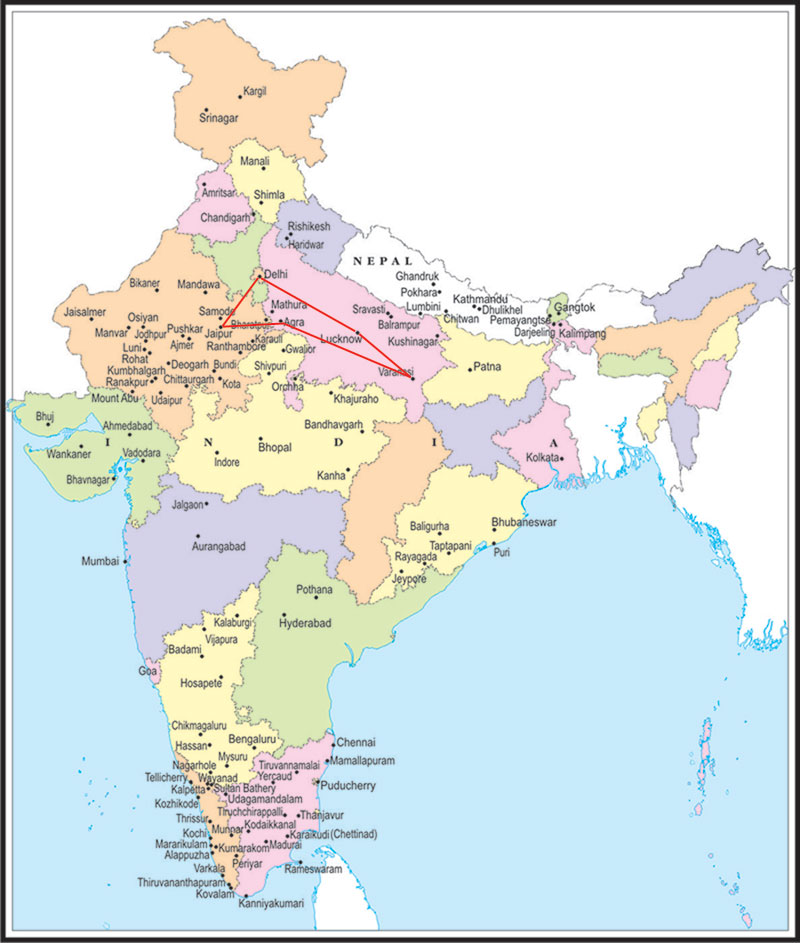 Kargil
Srinagar
Manali
Amritsar
Shimla
Chandigarh
Rishikesh
Haridwar
NEPAL
Delhi
Ghandruk
Pokhara
Bikaner
Mandawa
Mathura
Kathmandu
Dhulikhel
Gangtok
Jaisalmer
Osiyan
Samode
Bharatpur
Agra
Sravasti
Lumbini
Chitwan
Pemayangtse
Balrampur
Darjeeling
Kalimpang
Manvar
Jodhpur
Pushkar
Jaipur
Karauli
Lucknow
Kushinagar
Luni
Ajmer
Ranthambore
Gwalior
Rohat
Deogarh
Bundi
Shivpuri
Varanasi
Patna
Kumbhalgarh
Ranakpur
Chittaurgarh
Kota
Orchha
Mount Abu
Udaipur
Khajuraho
Bhuj
Ahmedabad
Bandhavgarh
I N D I A
Wankaner
Vadodara
Bhopal
Indore
Kolkata
Bhavnagar
Kanha
Jalgaon
Baligurha
Bhubaneswar
Aurangabad
Taptapani
Puri
Mumbai
Rayagada
Jeypore
Pothana
Kalaburgi
Hyderabad
Vijapura
Badami
Goa
Hosapete
Chikmagaluru
Bengaluru
Chennai
Hassan
Mysuru
Mamallapuram
Nagarhole
Tiruvannamalai
Tellicherry
Wayanad
Yercaud
Puducherry
Kalpetta
Sultan Bathery
Kozhikode
Udagamandalam
Tiruchchirappalli
Thanjavur
Thrissur
Munnar
Kodaikkanal
Kochi
Karaikudi (Chettinad)
Mararikulam
Kumarakom
Madurai
Alappuzha
Periyar
Varkala
Rameswaram
Thiruvananthapuram
Kovalam
Kanniyakumari